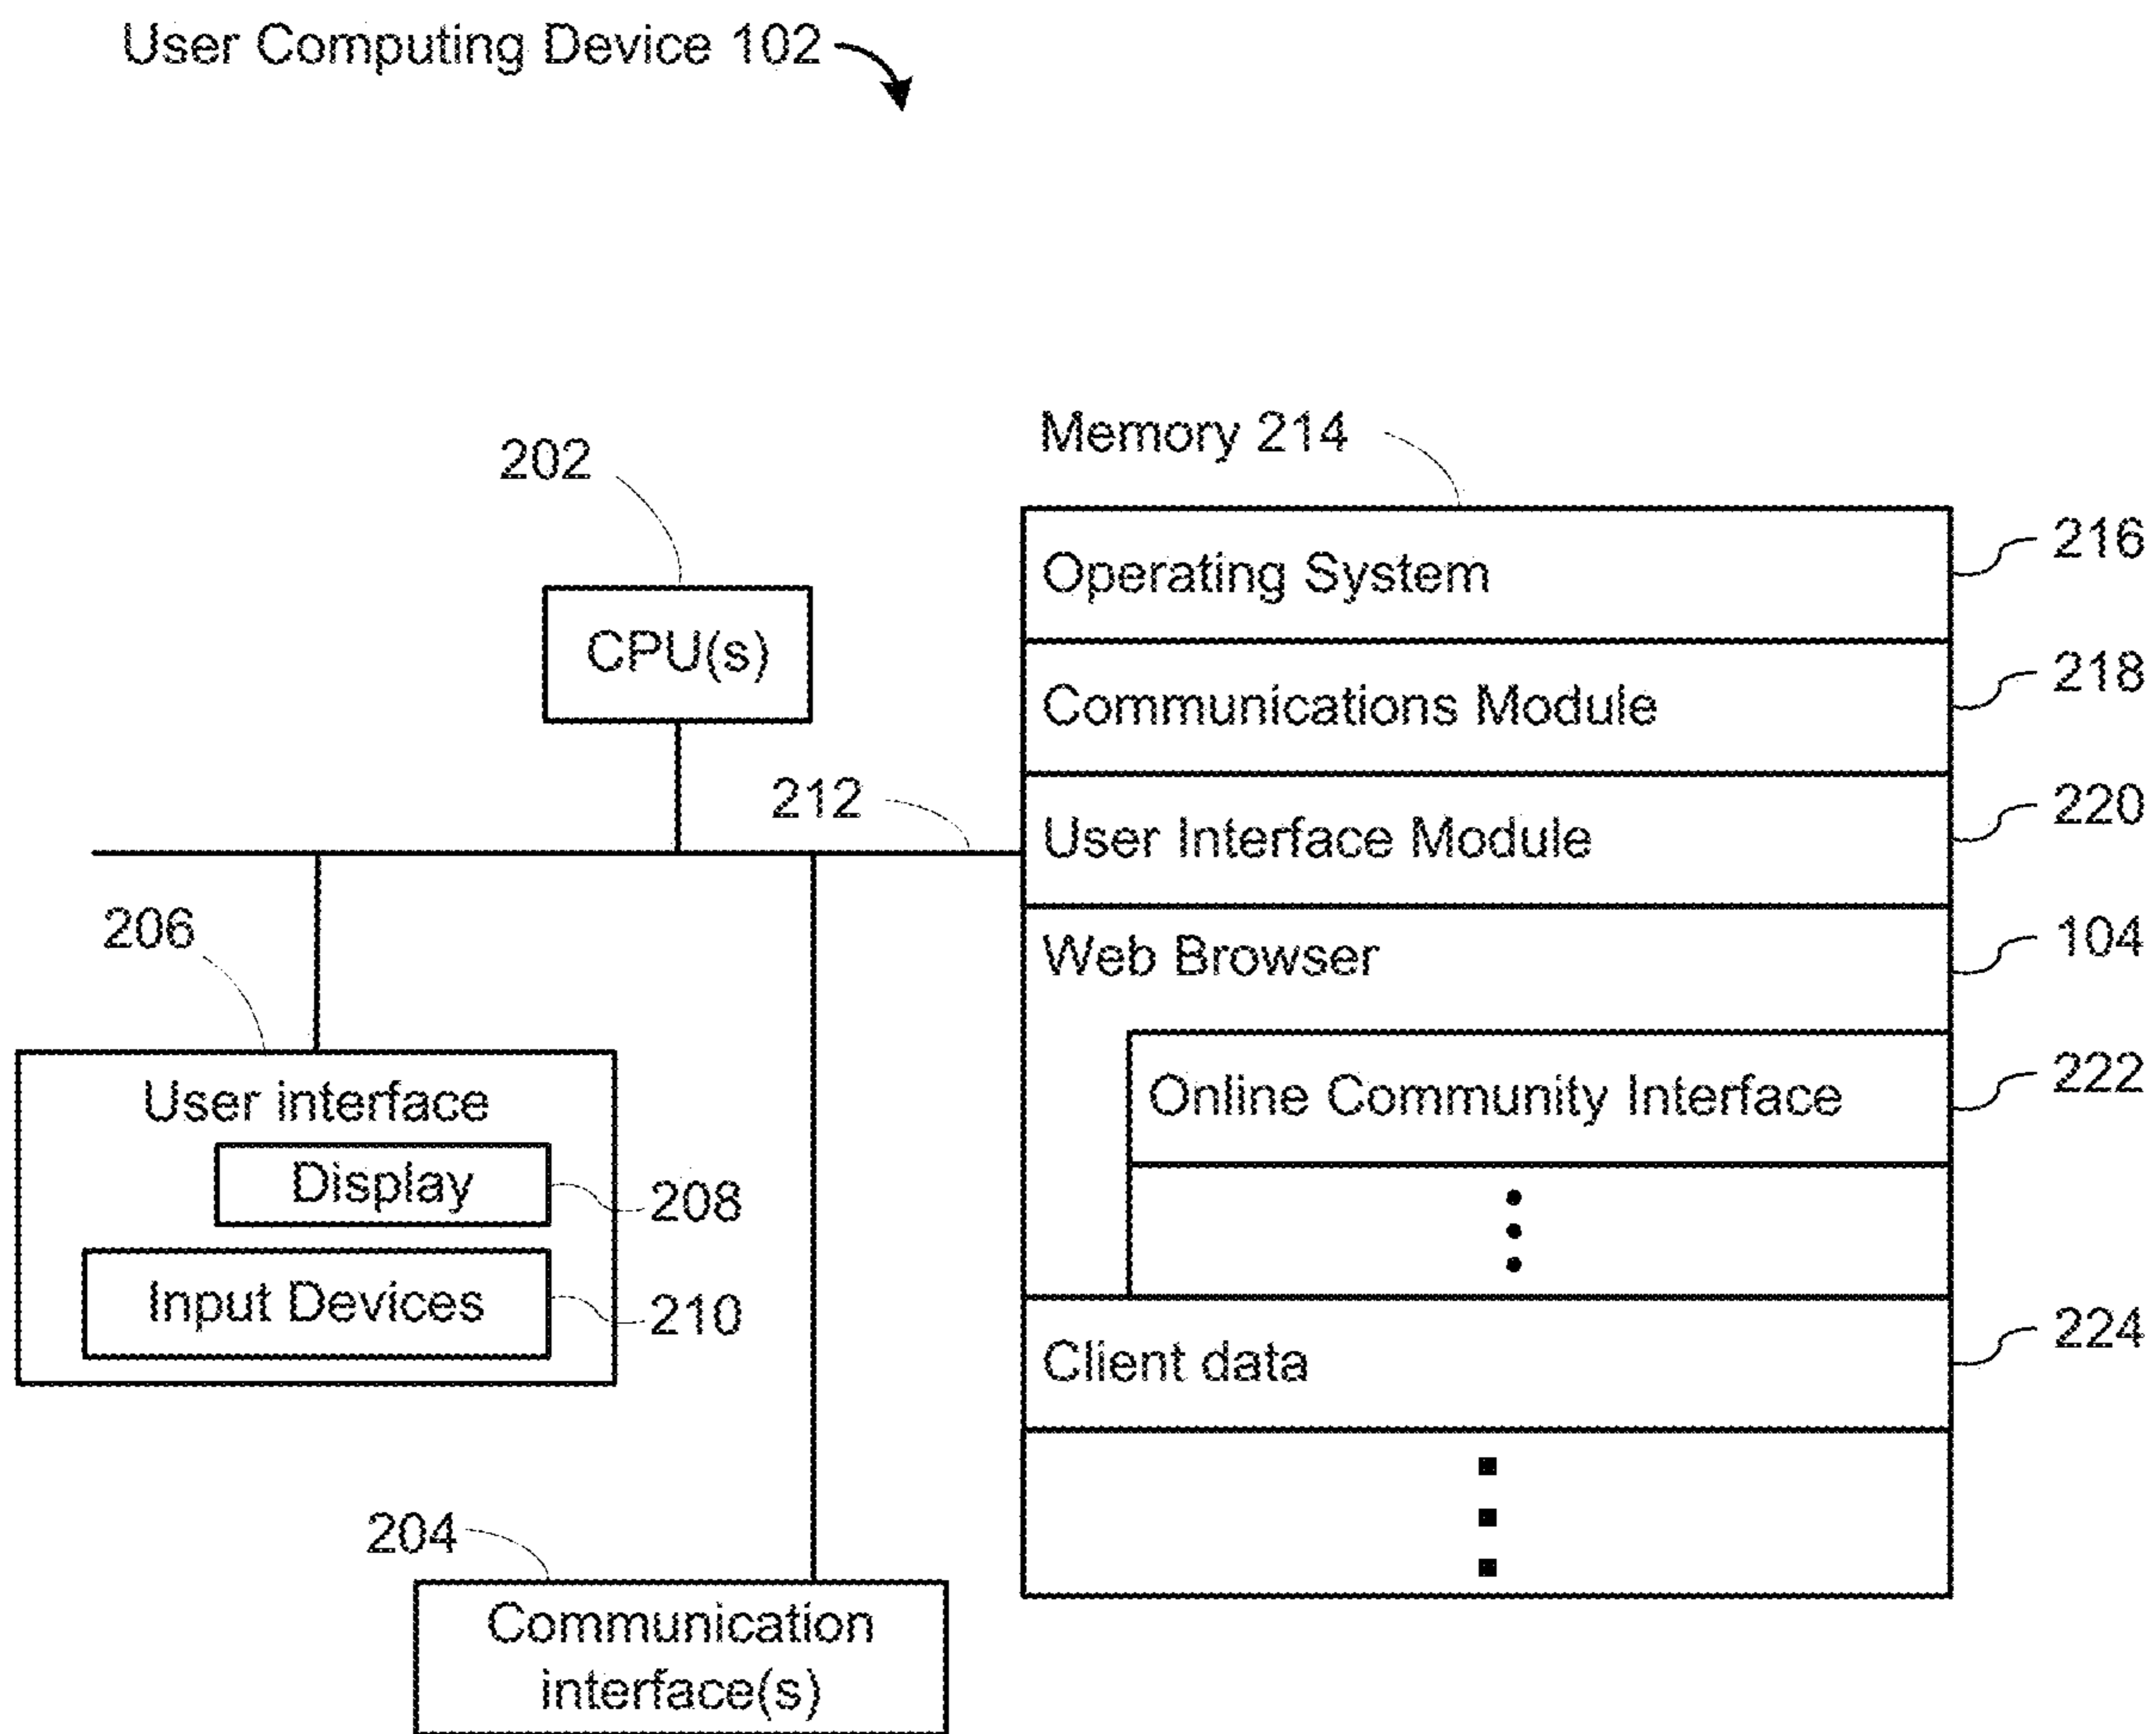 User Computing Device 102
Memory 214
202
CPU(s)
212
206
User interface
Display
208
Input Devices
210
204
Communication
interface(s)
Operating System
216
Communications Module
218
User Interface Module
220
Web Browser
104
Online Community Interface
222
Client data
224